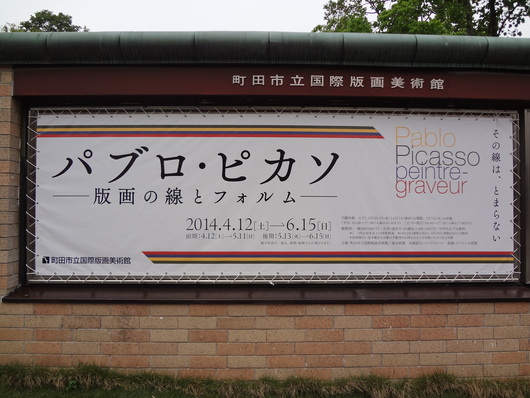 町田市立国際版画美術館
パブロ・ピカソ
版画の線とフォルム
2014.4.12[土]→6.15[日]
前期:4.12(土)—5.11(日) 後期:5.13(火)—6.15(日)
町田市立国際版画美術館
Pablo
Picasso
peintre-
graveur
その線は、とまらない